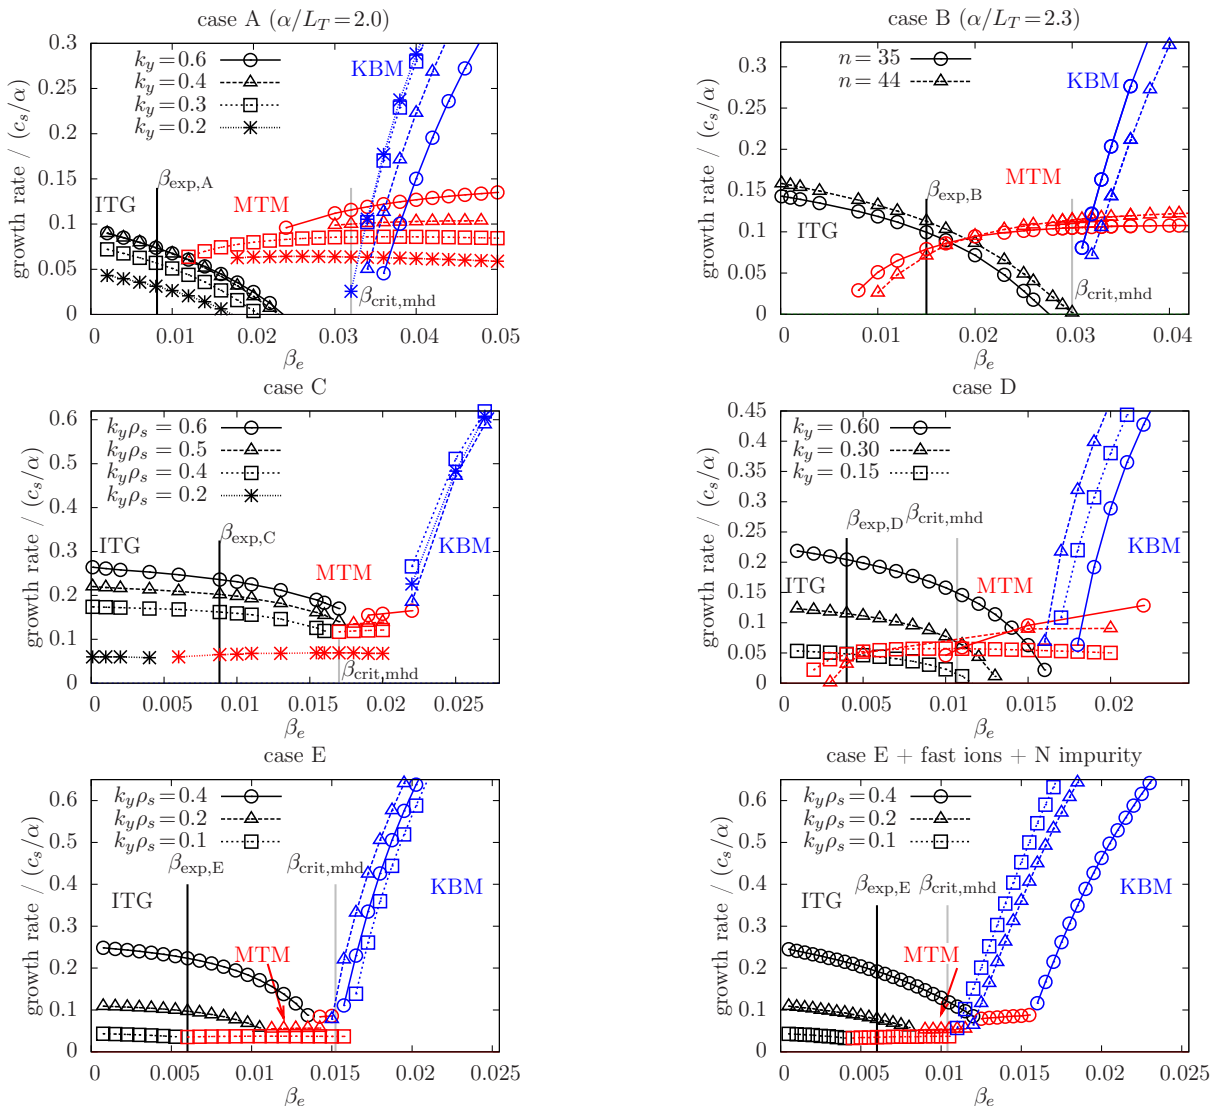 case A (α/L_T = 2.0)
growth rate / (c_s/α)
0.3
0.25
0.2
0.15
0.1
0.05
0
k_y = 0.6
k_y = 0.4
k_y = 0.3
k_y = 0.2
KBM
β_exp,A
ITG
MTM
β_crit,mhd
0 0.01 0.02 0.03 0.04 0.05
β_e
case B (α/L_T = 2.3)
growth rate / (c_s/α)
0.3
0.25
0.2
0.15
0.1
0.05
0
n = 35
n = 44
KBM
β_exp,B
MTM
ITG
β_crit,mhd
0 0.01 0.02 0.03 0.04
β_e
case C
growth rate / (c_s/α)
0.6
0.5
0.4
0.3
0.2
0.1
0
k_yρ_s = 0.6
k_yρ_s = 0.5
k_yρ_s = 0.4
k_yρ_s = 0.2
β_exp,C
ITG
KBM
MTM
β_crit,mhd
0 0.005 0.01 0.015 0.02 0.025
β_e
case D
growth rate / (c_s/α)
0.45
0.4
0.35
0.3
0.25
0.2
0.15
0.1
0.05
0
k_y = 0.60
k_y = 0.30
k_y = 0.15
β_exp,D
β_crit,mhd
KBM
ITG
MTM
0 0.005 0.01 0.015 0.02
β_e
case E
growth rate / (c_s/α)
0.6
0.5
0.4
0.3
0.2
0.1
0
k_yρ_s = 0.4
k_yρ_s = 0.2
k_yρ_s = 0.1
β_exp,E
β_crit,mhd
KBM
ITG
MTM
0 0.005 0.01 0.015 0.02 0.025
β_e
case E + fast ions + N impurity
growth rate / (c_s/α)
0.6
0.5
0.4
0.3
0.2
0.1
0
k_yρ_s = 0.4
k_yρ_s = 0.2
k_yρ_s = 0.1
β_exp,E
β_crit,mhd
KBM
ITG
MTM
0 0.005 0.01 0.015 0.02 0.025
β_e